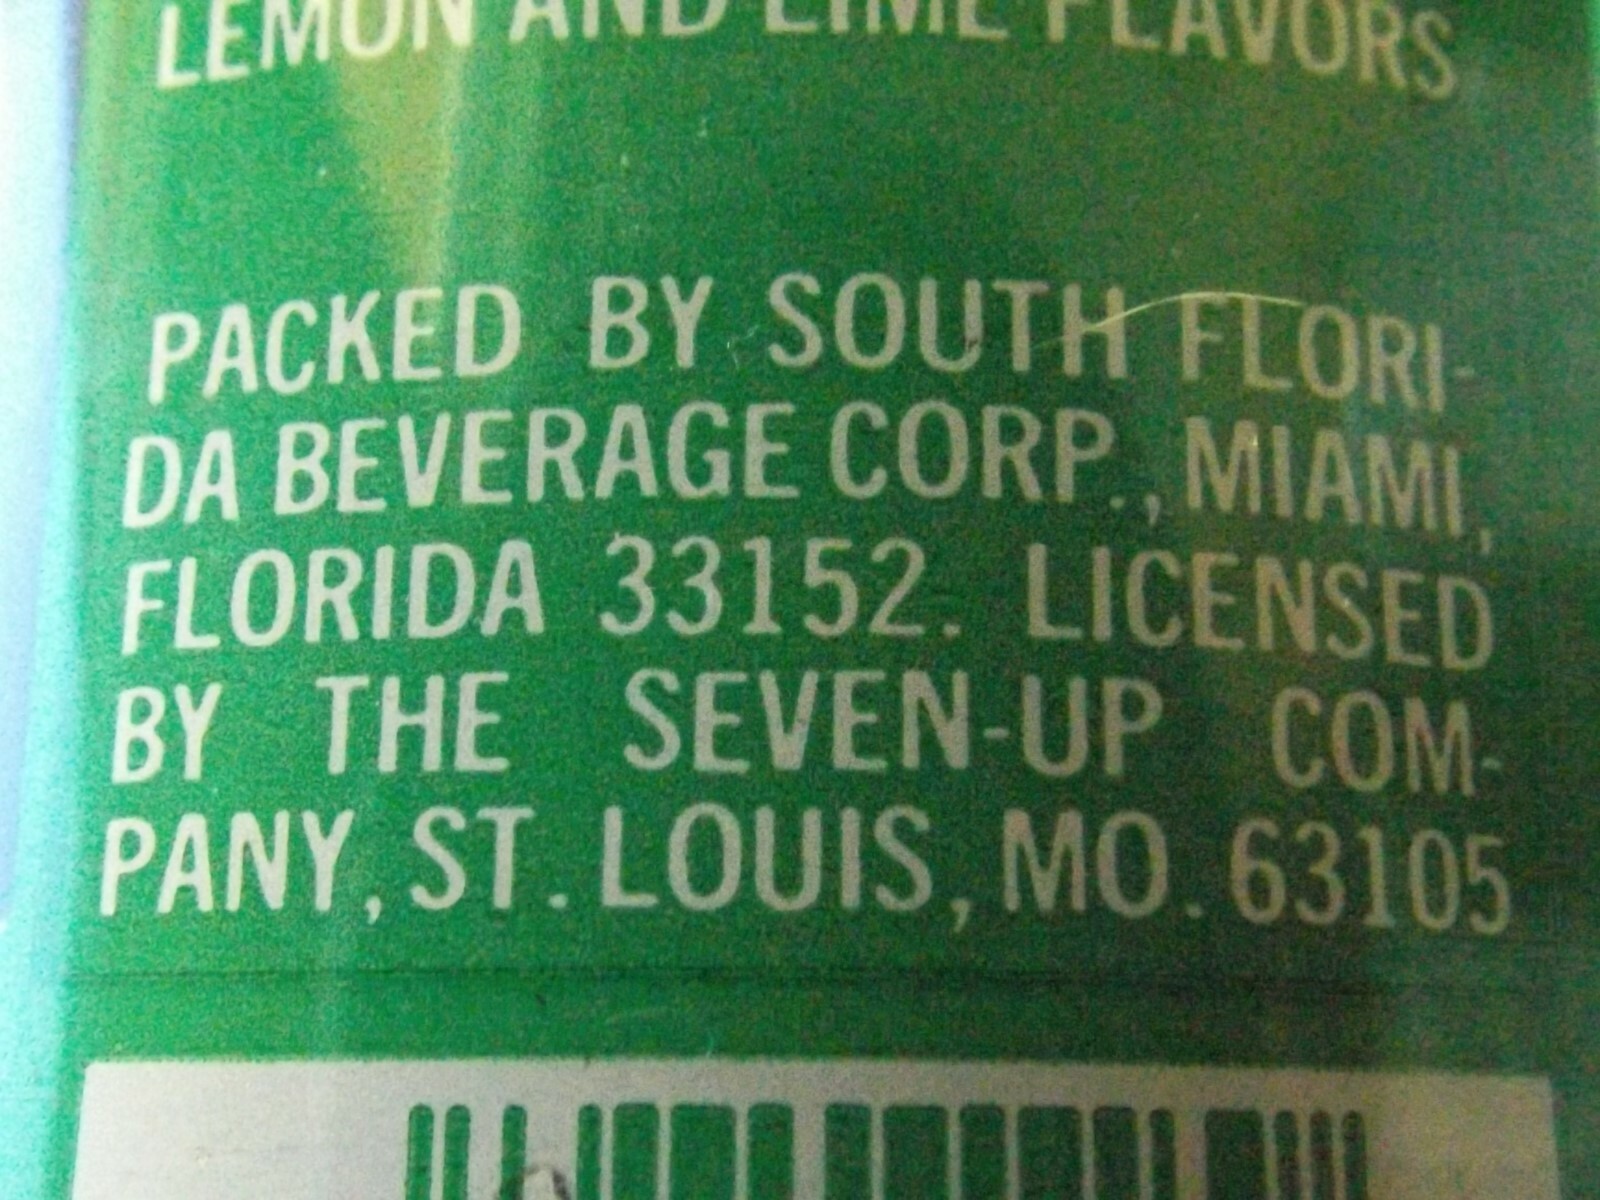 LEMON AND LIME FLAVORS
PACKED BY SOUTH FLORI-
DA BEVERAGE CORP., MIAMI,
FLORIDA 33152. LICENSED
BY THE SEVEN-UP COM-
PANY, ST. LOUIS, MO. 63105